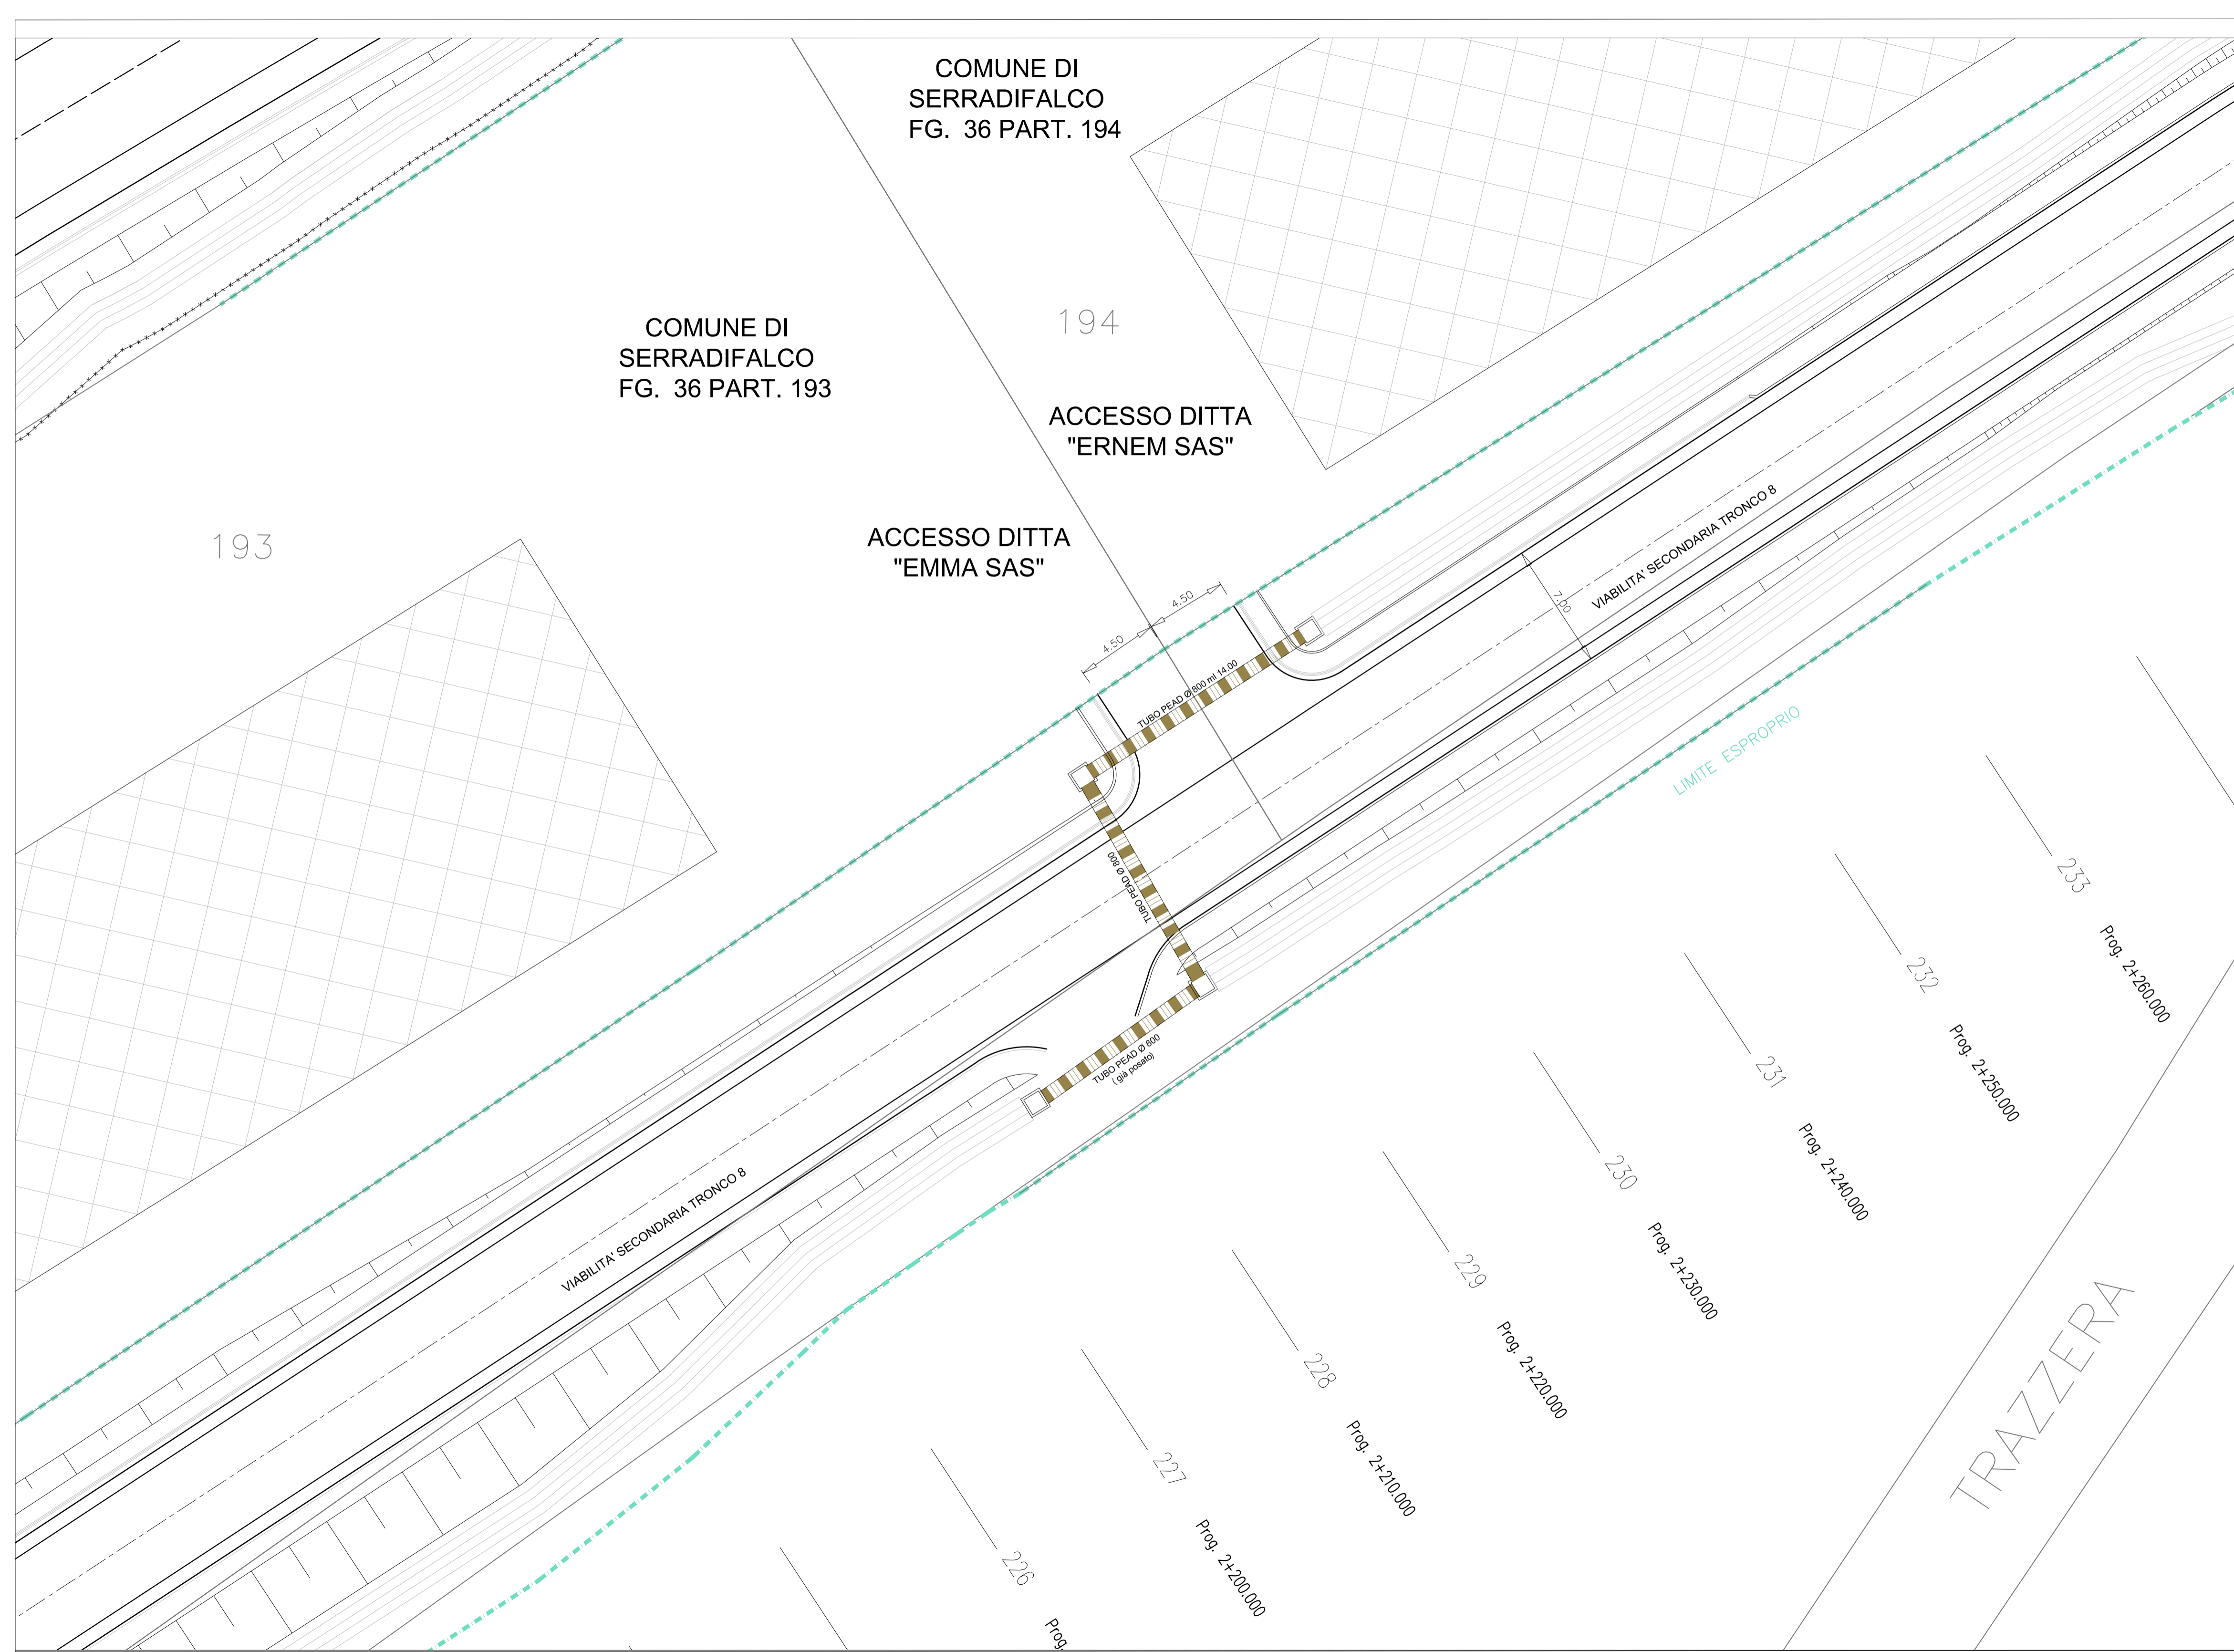 COMUNE DI
SERRADIFALCO
FG. 36 PART. 194
COMUNE DI
SERRADIFALCO
FG. 36 PART. 193
194
193
ACCESSO DITTA
"ERNEM SAS"
ACCESSO DITTA
"EMMA SAS"
4.50
4.50
7.00
VIABILITA' SECONDARIA TRONCO 8
TUBO PEAD Ø 800 ml 14.00
TUBO PEAD Ø 800
TUBO PEAD Ø 800
( già posato)
VIABILITA' SECONDARIA TRONCO 8
LIMITE ESPROPRIO
233
Prog. 2+260.000
232
Prog. 2+250.000
231
Prog. 2+240.000
230
Prog. 2+230.000
229
Prog. 2+220.000
228
Prog. 2+210.000
227
Prog. 2+200.000
226
Prog.
TRAZZERA